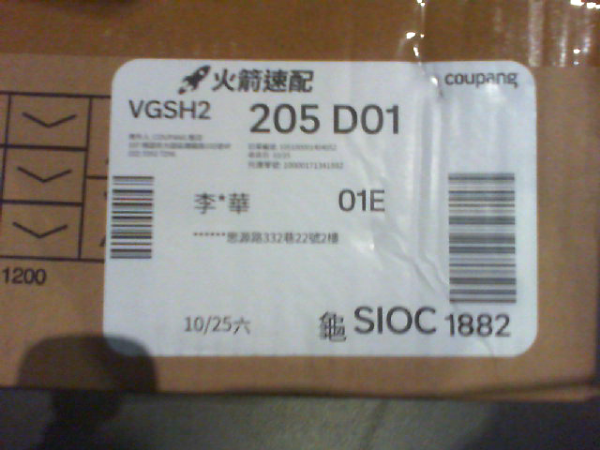 火箭速配
coupang
VGSH2
205 D01
李*華
01E
******思源路332巷22號2樓
10/25六
龜 SIOC 1882
1200